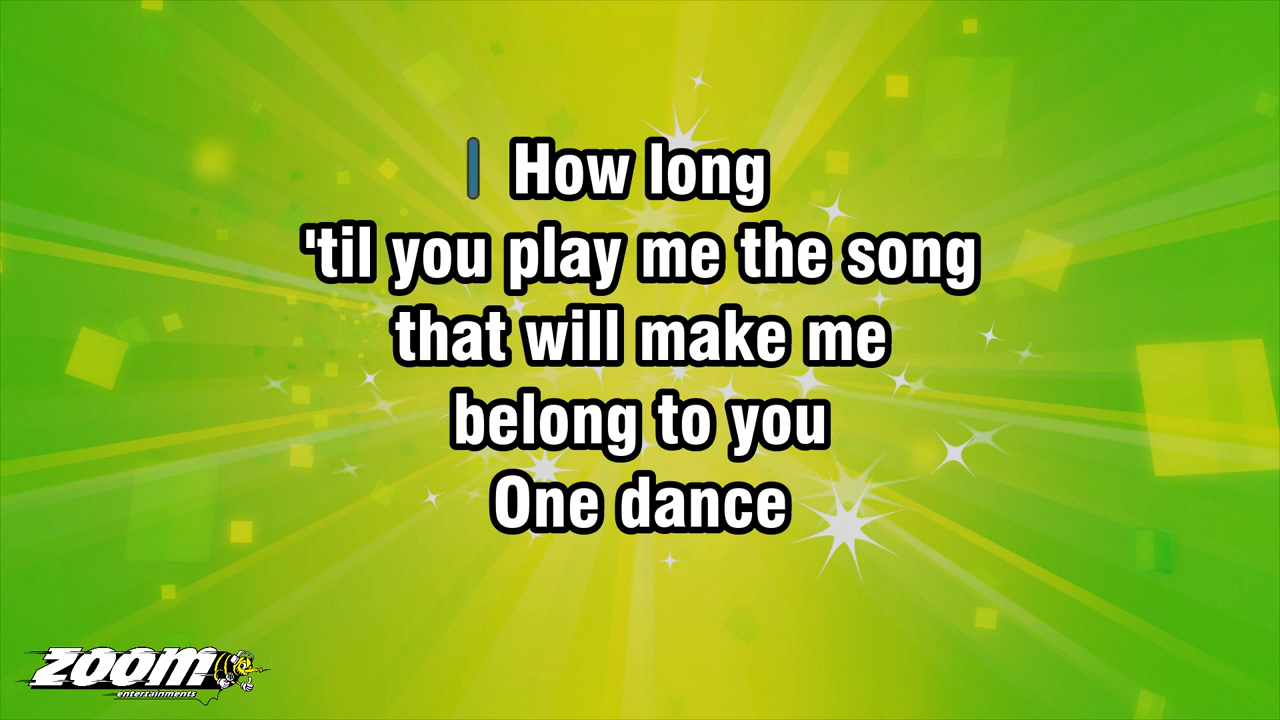 How long
'til you play me the song
that will make me
belong to you
One dance
zoom
entertainments